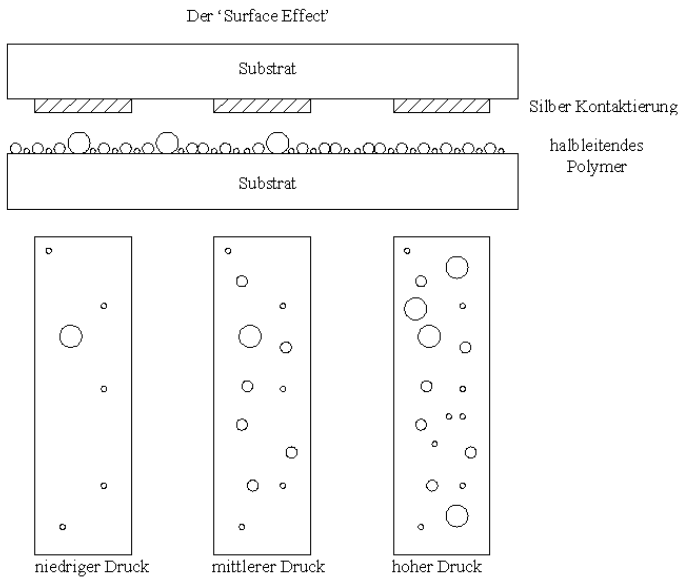 Der ‘Surface Effect’
Substrat
Silber Kontaktierung
halbleitendes
Polymer
Substrat
niedriger Druck
mittlerer Druck
hoher Druck